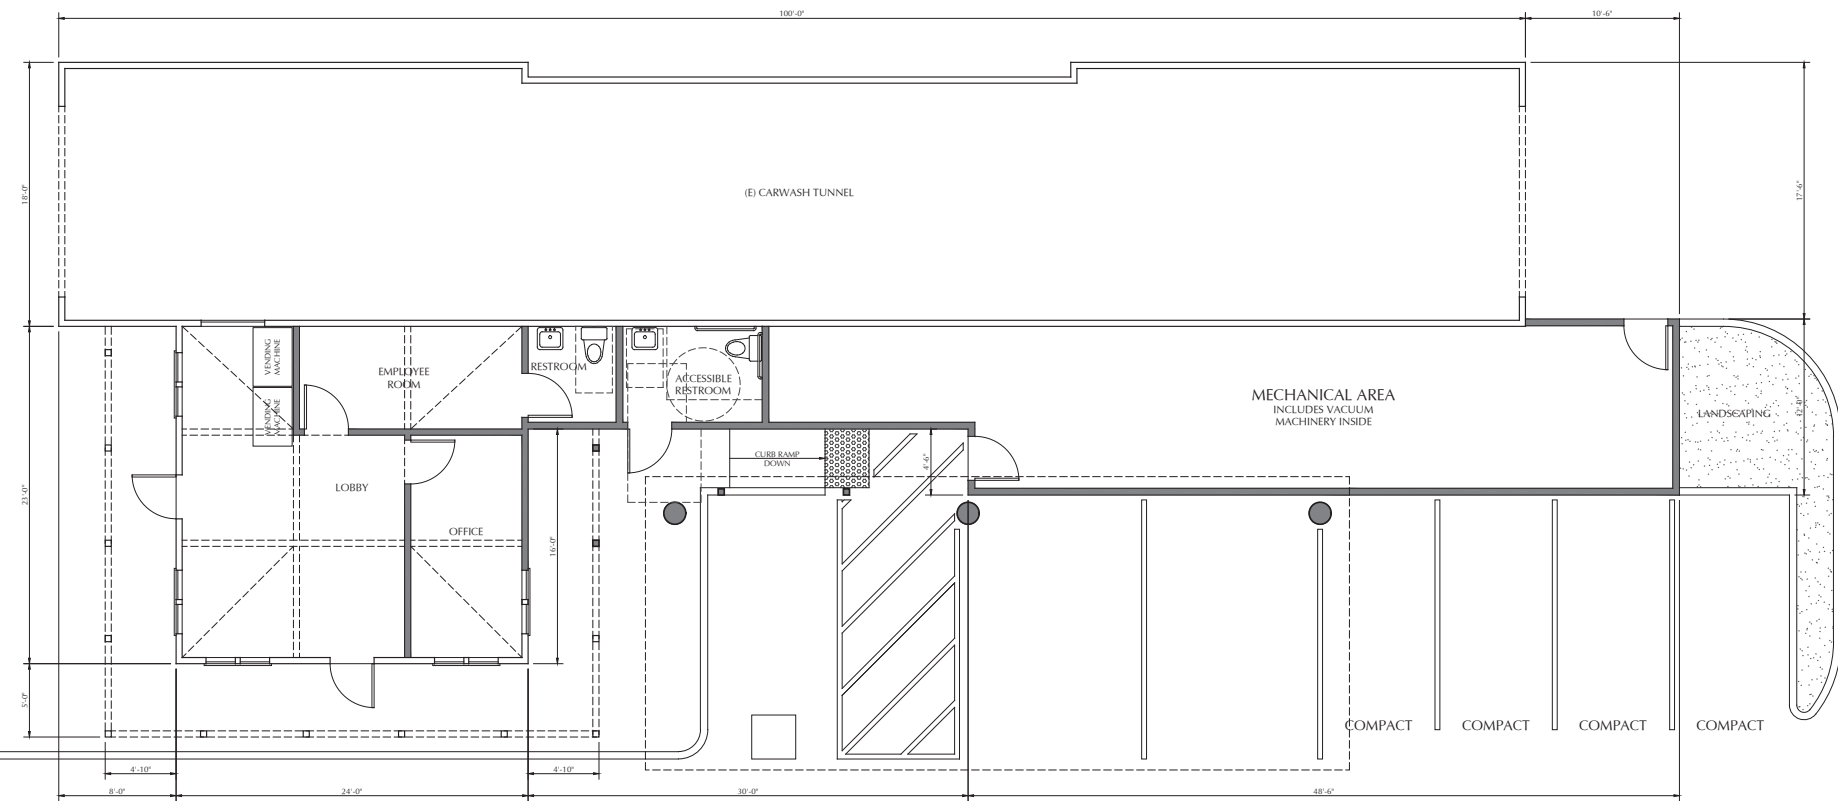 100'-0"
10'-6"
18'-0"
17'-6"
(E) CARWASH TUNNEL
VENDING
MACHINE
EMPLOYEE
ROOM
RESTROOM
ACCESSIBLE
RESTROOM
MECHANICAL AREA
INCLUDES VACUUM
MACHINERY INSIDE
VENDING
MACHINE
LANDSCAPING
12'-0"
CURB RAMP
DOWN
4'-6"
LOBBY
23'-0"
OFFICE
16'-0"
5'-0"
COMPACT
COMPACT
COMPACT
COMPACT
4'-10"
4'-10"
8'-0"
24'-0"
30'-0"
48'-6"